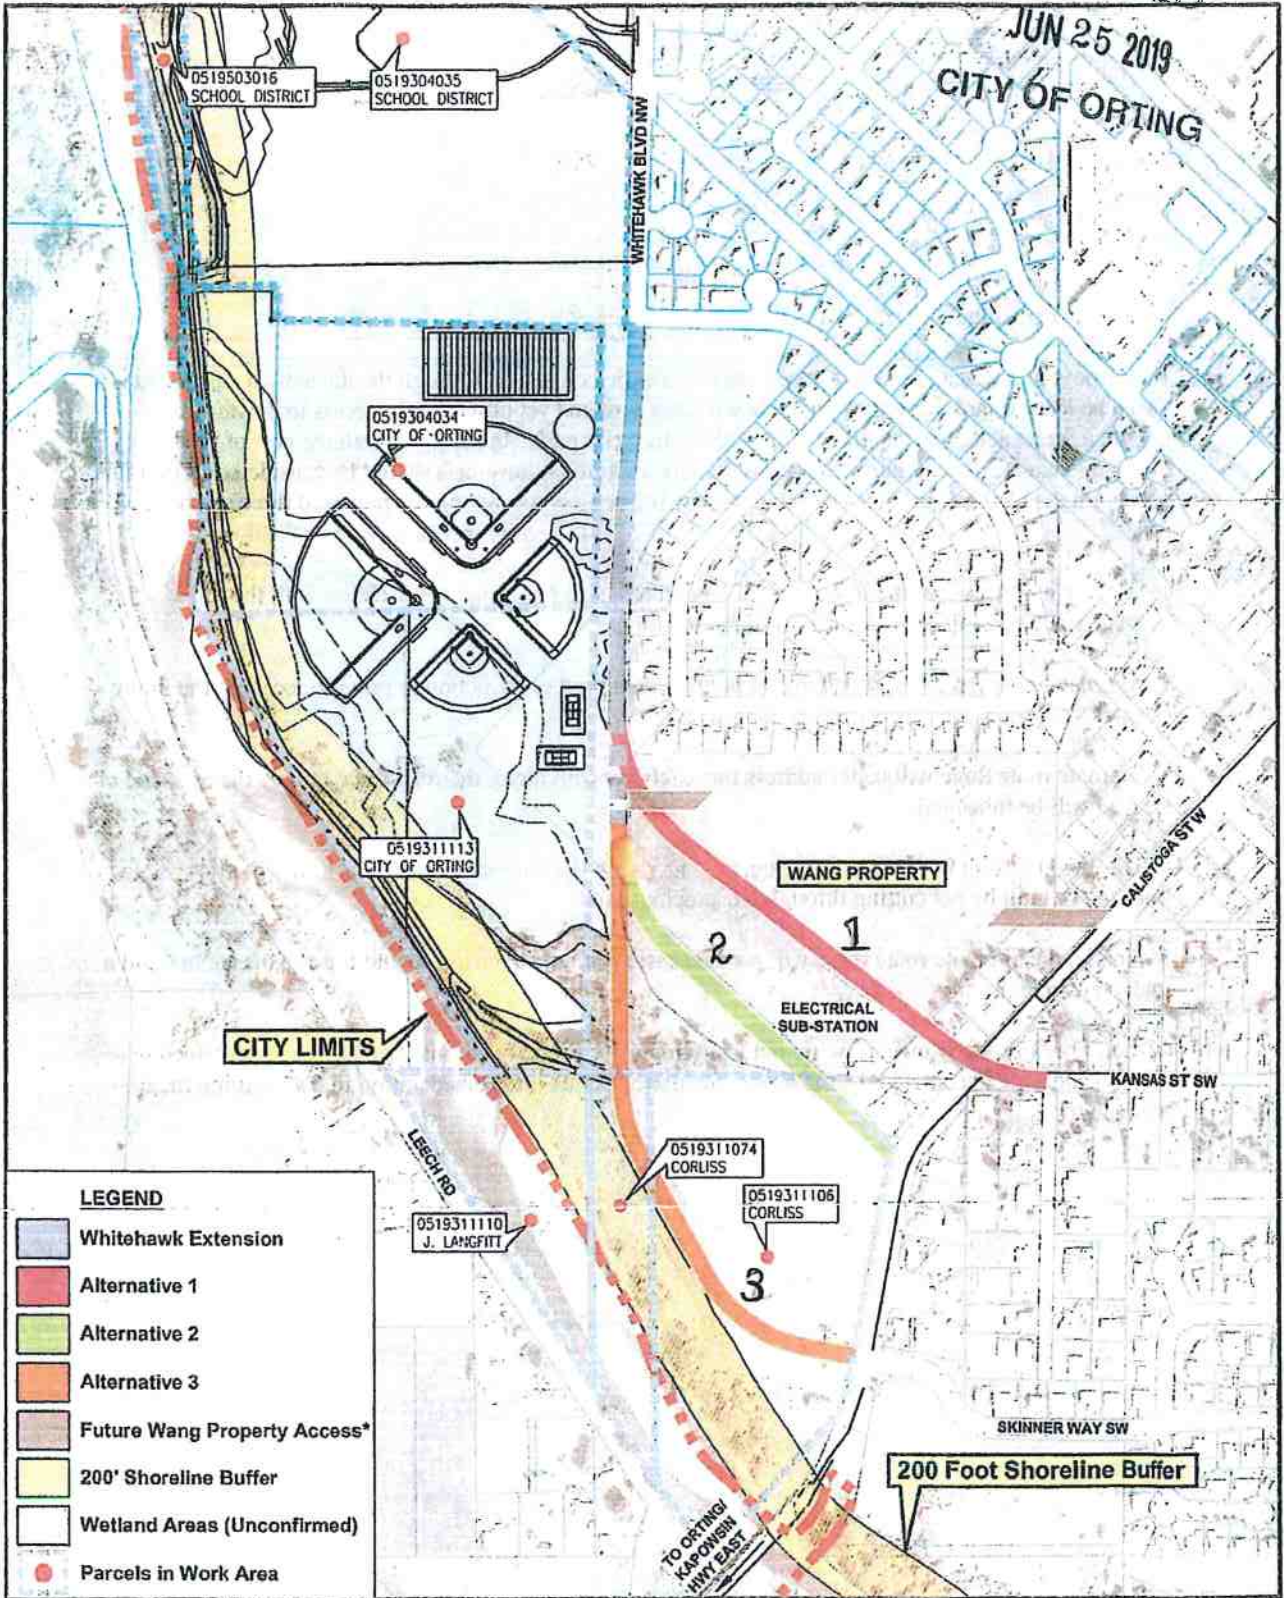 JUN 25 2019
CITY OF ORTING
0519503016
SCHOOL DISTRICT
0519304035
SCHOOL DISTRICT
WHITEHAWK BLVD NW
0519304034
CITY OF ORTING
0519311113
CITY OF ORTING
WANG PROPERTY
CALISTOGA ST W
1
2
ELECTRICAL
SUB-STATION
CITY LIMITS
KANSAS ST SW
LEECH RD
0519311074
CORLISS
0519311106
CORLISS
0519311110
J. LANGFITT
3
SKINNER WAY SW
200 Foot Shoreline Buffer
TO ORTING/
KAPOWSIN
HWY EAST
LEGEND
Whitehawk Extension
Alternative 1
Alternative 2
Alternative 3
Future Wang Property Access*
200' Shoreline Buffer
Wetland Areas (Unconfirmed)
Parcels in Work Area